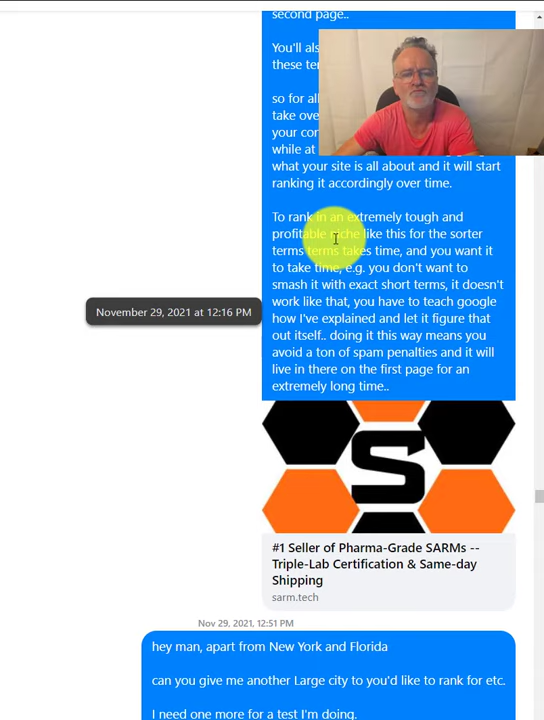 second page..
You'll als
these te
so for all
take ove
your co
while at
what your site is all about and it will start
ranking it accordingly over time.
To rank in an extremely tough and
profitable niche like this for the sorter
terms terms takes time, and you want it
to take time, e.g. you don't want to
smash it with exact short terms, it doesn't
work like that, you have to teach google
how I've explained and let it figure that
out itself.. doing it this way means you
avoid a ton of spam penalties and it will
live in there on the first page for an
extremely long time..
November 29, 2021 at 12:16 PM
S
#1 Seller of Pharma-Grade SARMs --
Triple-Lab Certification & Same-day
Shipping
sarm.tech
Nov 29, 2021, 12:51 PM
hey man, apart from New York and Florida
can you give me another Large city to you'd like to rank for etc.
I need one more for a test I'm doing.